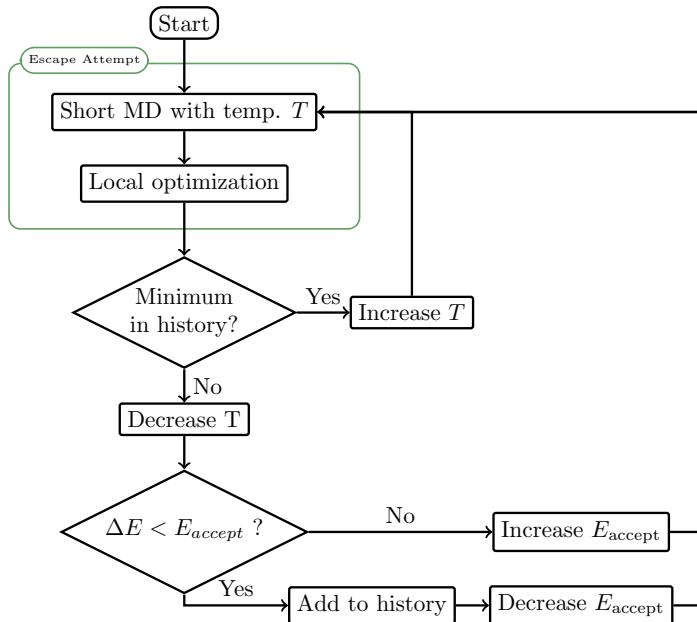 Start
Escape Attempt
Short MD with temp. T
Local optimization
Minimum
in history?
Yes
Increase T
No
Decrease T
ΔE < E_accept ?
No
Increase E_accept
Yes
Add to history
Decrease E_accept